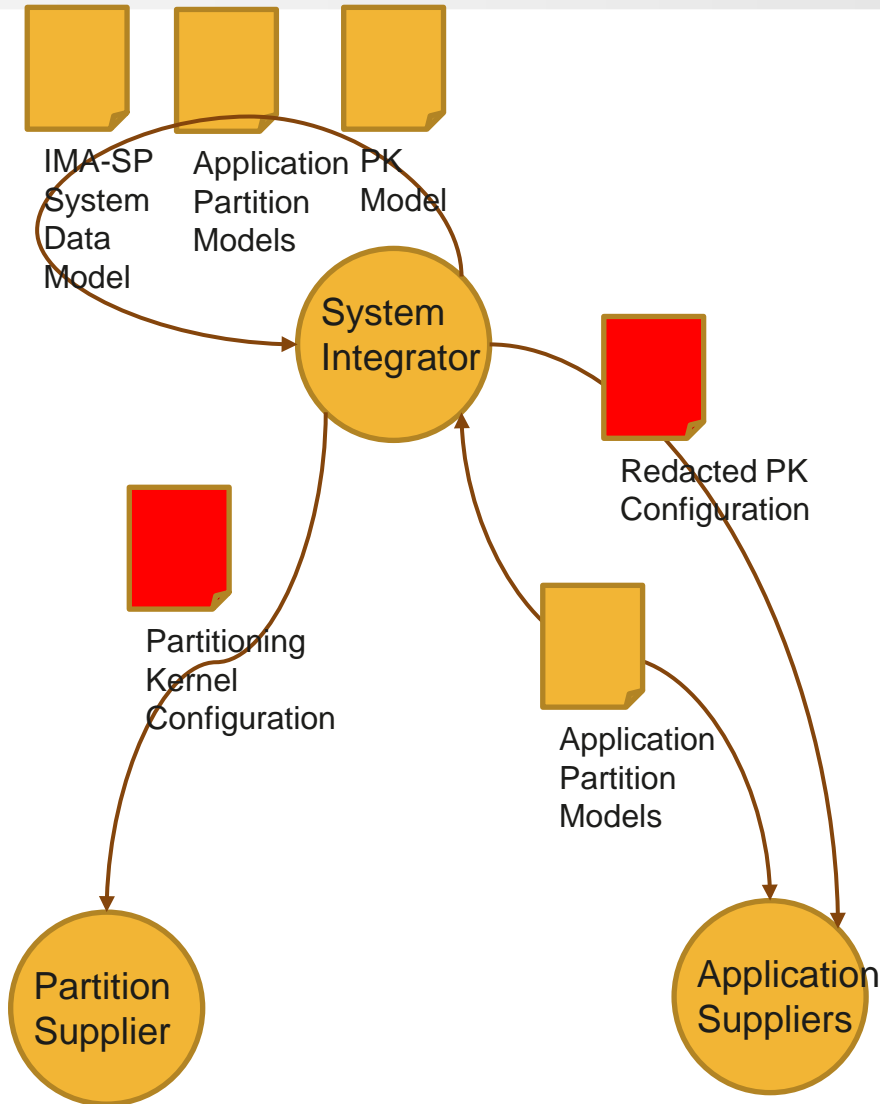 IMA-SP
System
Data
Model
Application
Partition
Models
PK
Model
System
Integrator
Redacted PK
Configuration
Partitioning
Kernel
Configuration
Application
Partition
Models
Partition
Supplier
Application
Suppliers